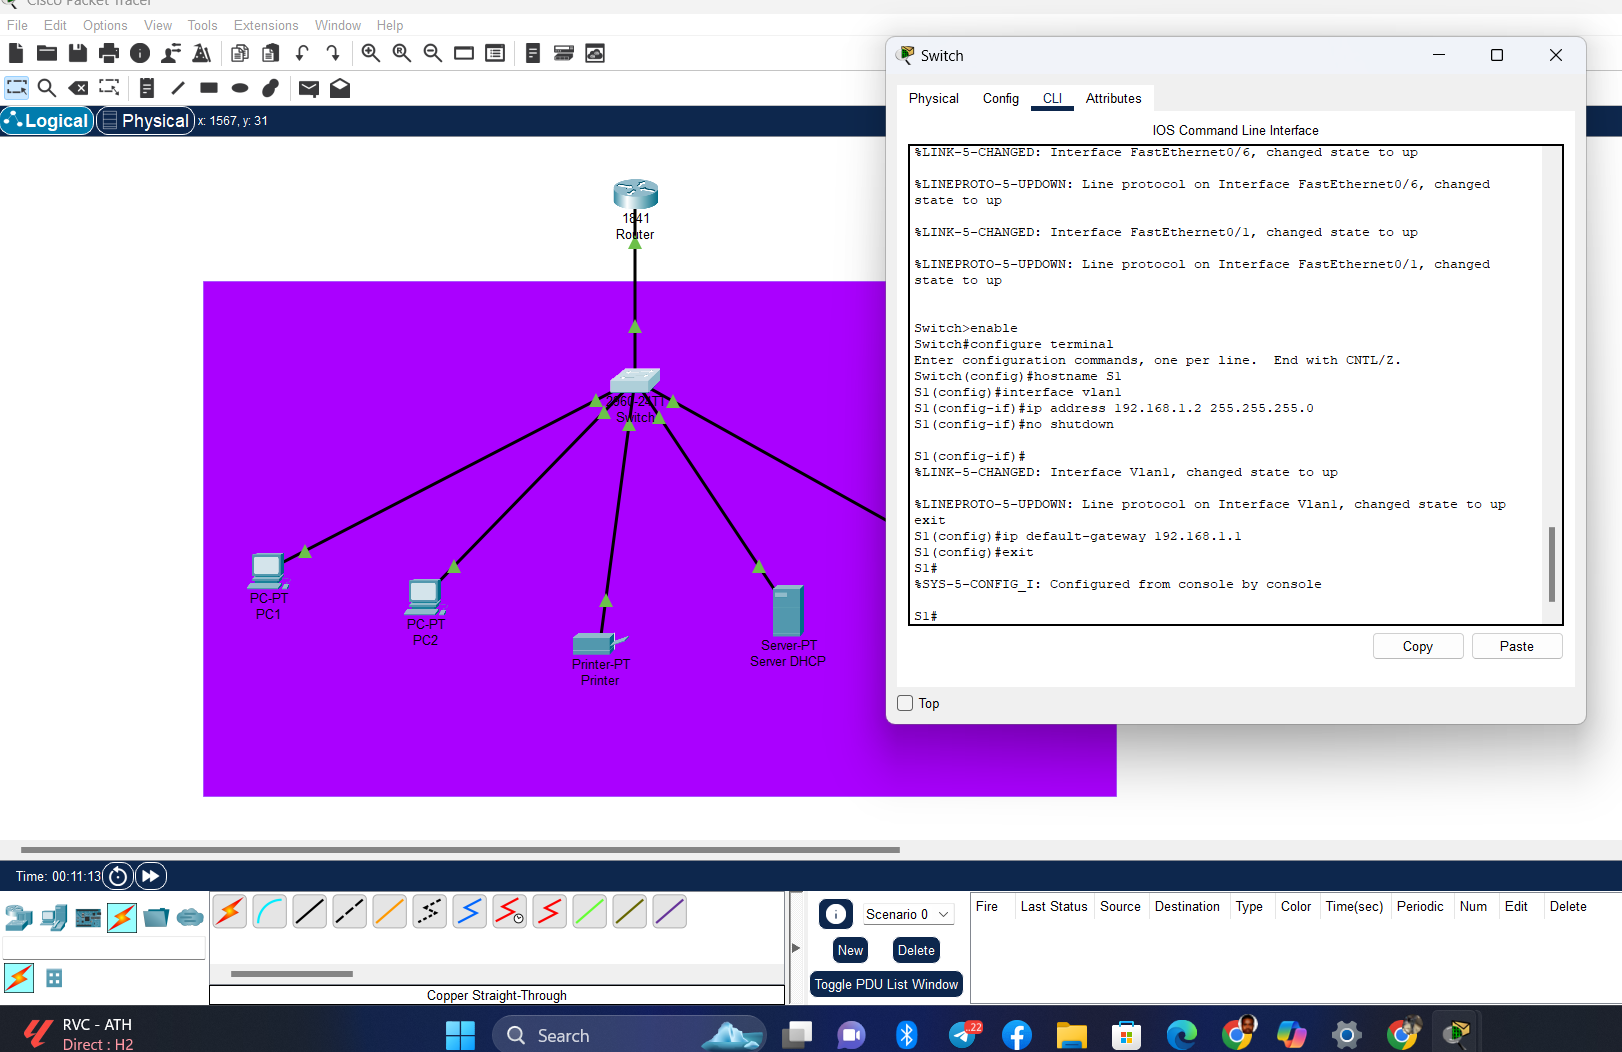 Cisco Packet Tracer
File Edit Options View Tools Extensions Window Help
Logical Physical x: 1567, y: 31
1841
Router
2960-24TT
Switch
PC-PT
PC1
PC-PT
PC2
Printer-PT
Printer
Server-PT
Server DHCP
Switch
Physical Config CLI Attributes
IOS Command Line Interface
%LINK-5-CHANGED: Interface FastEthernet0/6, changed state to up
%LINEPROTO-5-UPDOWN: Line protocol on Interface FastEthernet0/6, changed
state to up
%LINK-5-CHANGED: Interface FastEthernet0/1, changed state to up
%LINEPROTO-5-UPDOWN: Line protocol on Interface FastEthernet0/1, changed
state to up
Switch>enable
Switch#configure terminal
Enter configuration commands, one per line.  End with CNTL/Z.
Switch(config)#hostname S1
S1(config)#interface vlan1
S1(config-if)#ip address 192.168.1.2 255.255.255.0
S1(config-if)#no shutdown
S1(config-if)#
%LINK-5-CHANGED: Interface Vlan1, changed state to up
%LINEPROTO-5-UPDOWN: Line protocol on Interface Vlan1, changed state to up
exit
S1(config)#ip default-gateway 192.168.1.1
S1(config)#exit
S1#
%SYS-5-CONFIG_I: Configured from console by console
S1#
Copy Paste
Top
Time: 00:11:13
Copper Straight-Through
Scenario 0
New Delete
Toggle PDU List Window
Fire Last Status Source Destination Type Color Time(sec) Periodic Num Edit Delete
RVC - ATH
Direct : H2
Search
..22